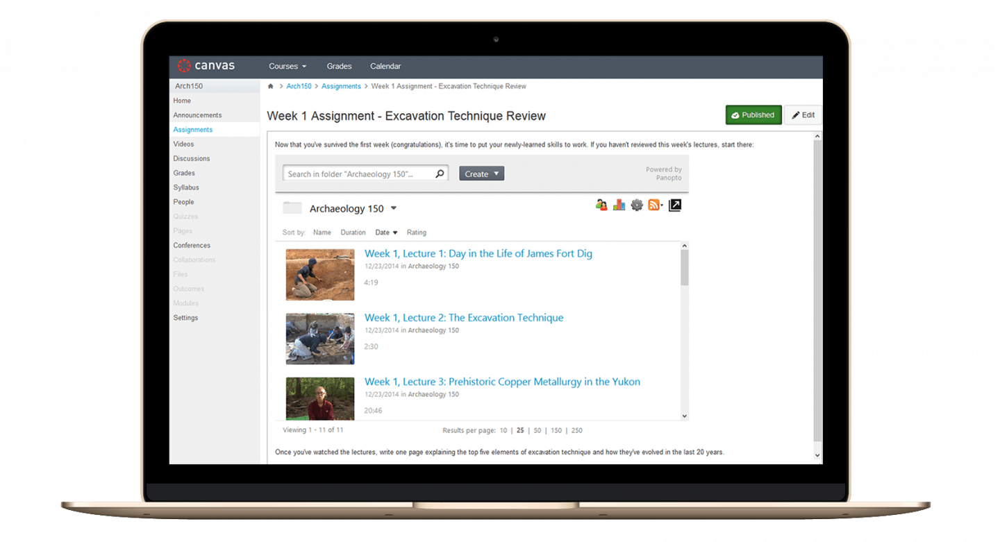 canvas
Courses Grades Calendar
Arch150
Home
Announcements
Assignments
Videos
Discussions
Grades
Syllabus
People
Quizzes
Pages
Conferences
Collaborations
Files
Outcomes
Modules
Settings
> Arch150 > Assignments > Week 1 Assignment - Excavation Technique Review
Week 1 Assignment - Excavation Technique Review
Published
Edit
Now that you've survived the first week (congratulations), it's time to put your newly-learned skills to work. If you haven't reviewed this week's lectures, start there:
Search in folder "Archaeology 150"...
Create
Powered by
Panopto
Archaeology 150
Sort by: Name Duration Date Rating
Week 1, Lecture 1: Day in the Life of James Fort Dig
12/23/2014 in Archaeology 150
4:19
Week 1, Lecture 2: The Excavation Technique
12/23/2014 in Archaeology 150
2:30
Week 1, Lecture 3: Prehistoric Copper Metallurgy in the Yukon
12/23/2014 in Archaeology 150
20:46
Viewing 1 - 11 of 11
Results per page: 10 | 25 | 50 | 150 | 250
Once you've watched the lectures, write one page explaining the top five elements of excavation technique and how they've evolved in the last 20 years.